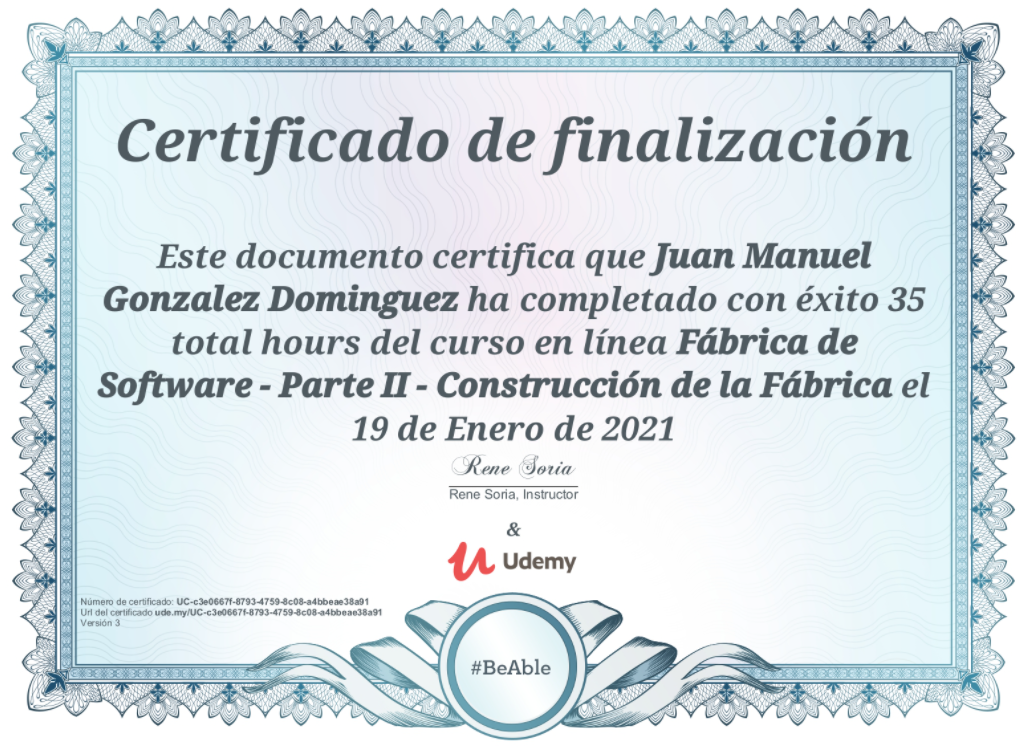 Certificado de finalización
Este documento certifica que Juan Manuel
Gonzalez Dominguez ha completado con éxito 35
total hours del curso en línea Fábrica de
Software - Parte II - Construcción de la Fábrica el
19 de Enero de 2021
Rene Soria
Rene Soria, Instructor
&
Udemy
Número de certificado: UC-c3e0667f-8793-4759-8c08-a4bbeae38a91
Url del certificado ude.my/UC-c3e0667f-8793-4759-8c08-a4bbeae38a91
Versión 3
#BeAble